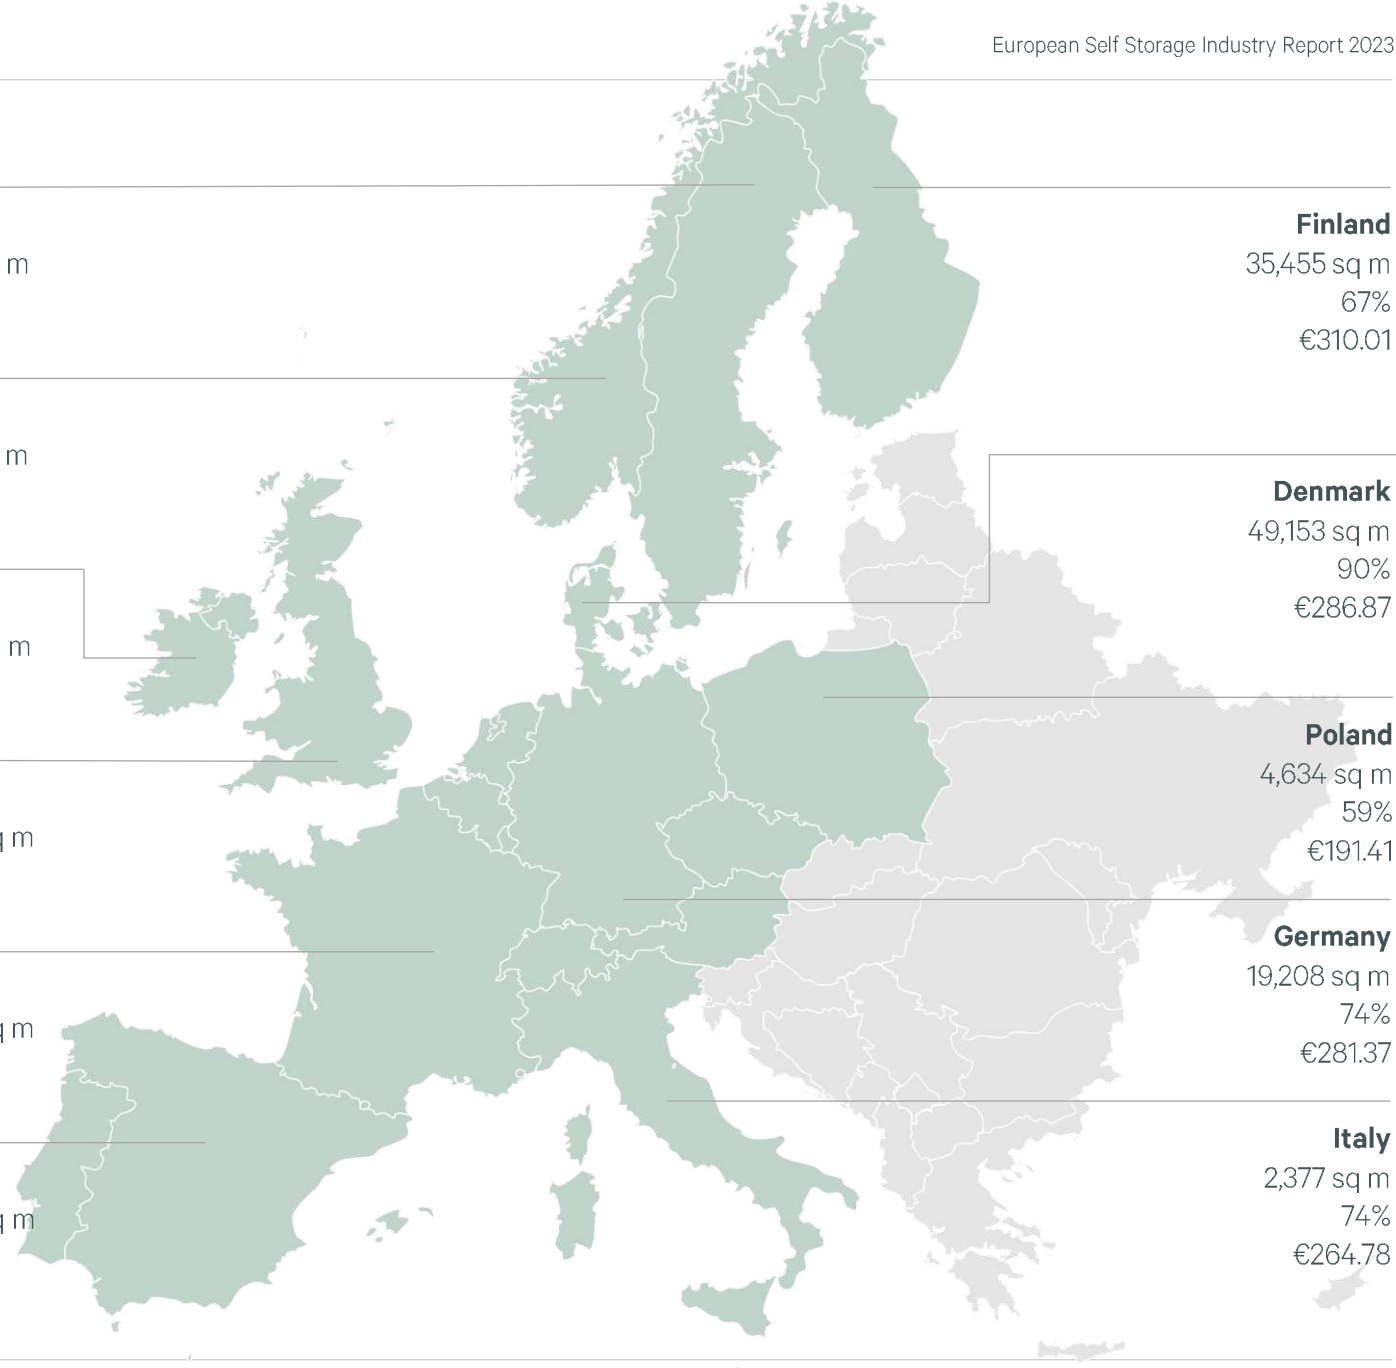 European Self Storage Industry Report 2023
Finland
35,455 sq m
67%
€310.01
m
m
Denmark
49,153 sq m
90%
€286.87
m
Poland
4,634 sq m
59%
€191.41
q m
Germany
19,208 sq m
74%
€281.37
q m
Italy
2,377 sq m
74%
€264.78
q m